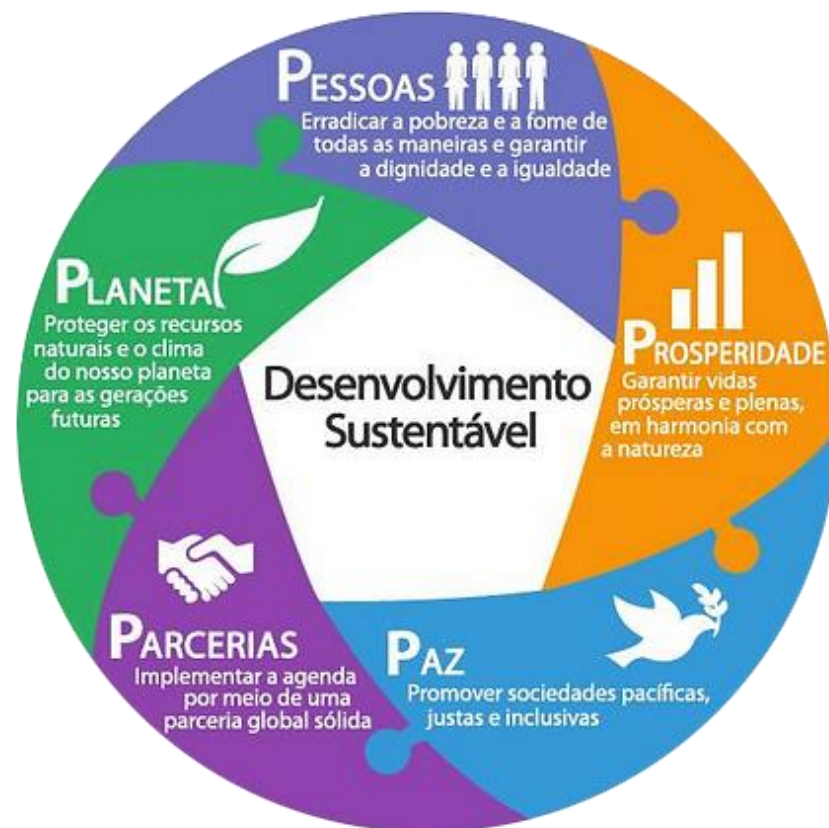 PESSOAS
Erradicar a pobreza e a fome de
todas as maneiras e garantir
a dignidade e a igualdade
PROSPERIDADE
Garantir vidas
prósperas e plenas,
em harmonia com
a natureza
PAZ
Promover sociedades pacíficas,
justas e inclusivas
PARCERIAS
Implementar a agenda
por meio de uma
parceria global sólida
PLANETA
Proteger os recursos
naturais e o clima
do nosso planeta
para as gerações
futuras
Desenvolvimento
Sustentável